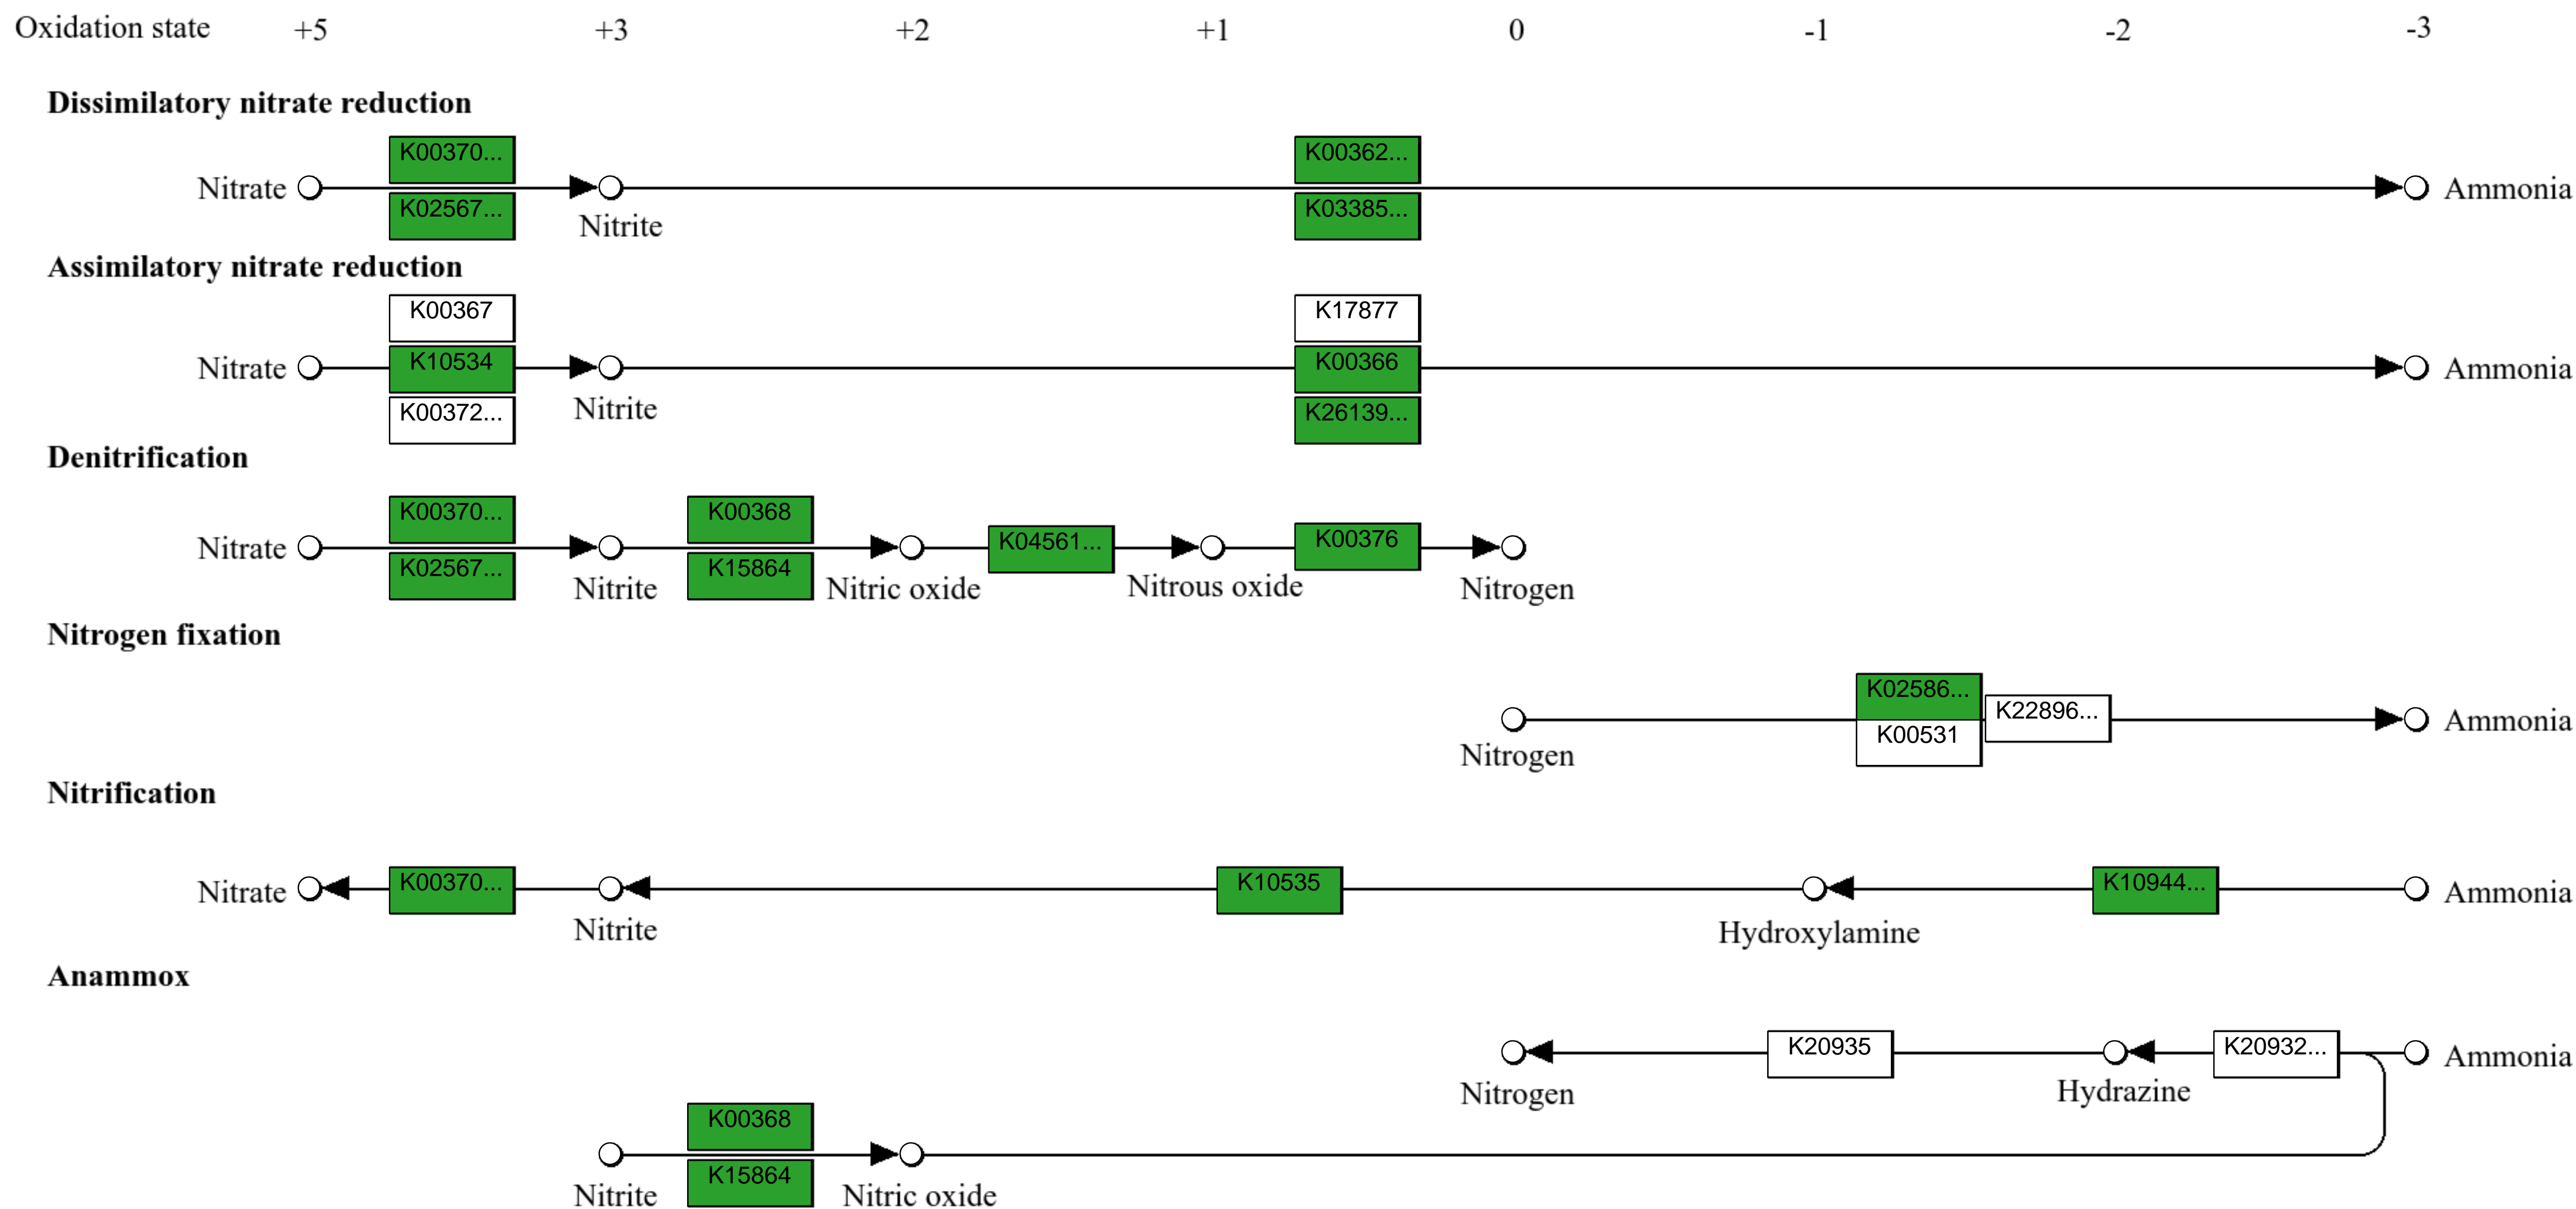 Oxidation state +5 +3 +2 +1 0 -1 -2 -3
Dissimilatory nitrate reduction
K00370... K00362...
Nitrate Ammonia
K02567... K03385...
Nitrite
Assimilatory nitrate reduction
K00367 K17877
Nitrate K10534 K00366 Ammonia
Nitrite
K00372... K26139...
Denitrification
K00370... K00368
Nitrate K04561... K00376
K02567... K15864
Nitrite Nitric oxide Nitrous oxide Nitrogen
Nitrogen fixation
K02586...
K22896... Ammonia
K00531
Nitrogen
Nitrification
Nitrate K00370... K10535 K10944... Ammonia
Nitrite Hydroxylamine
Anammox
K20935 K20932... Ammonia
Nitrogen Hydrazine
K00368
K15864
Nitrite Nitric oxide